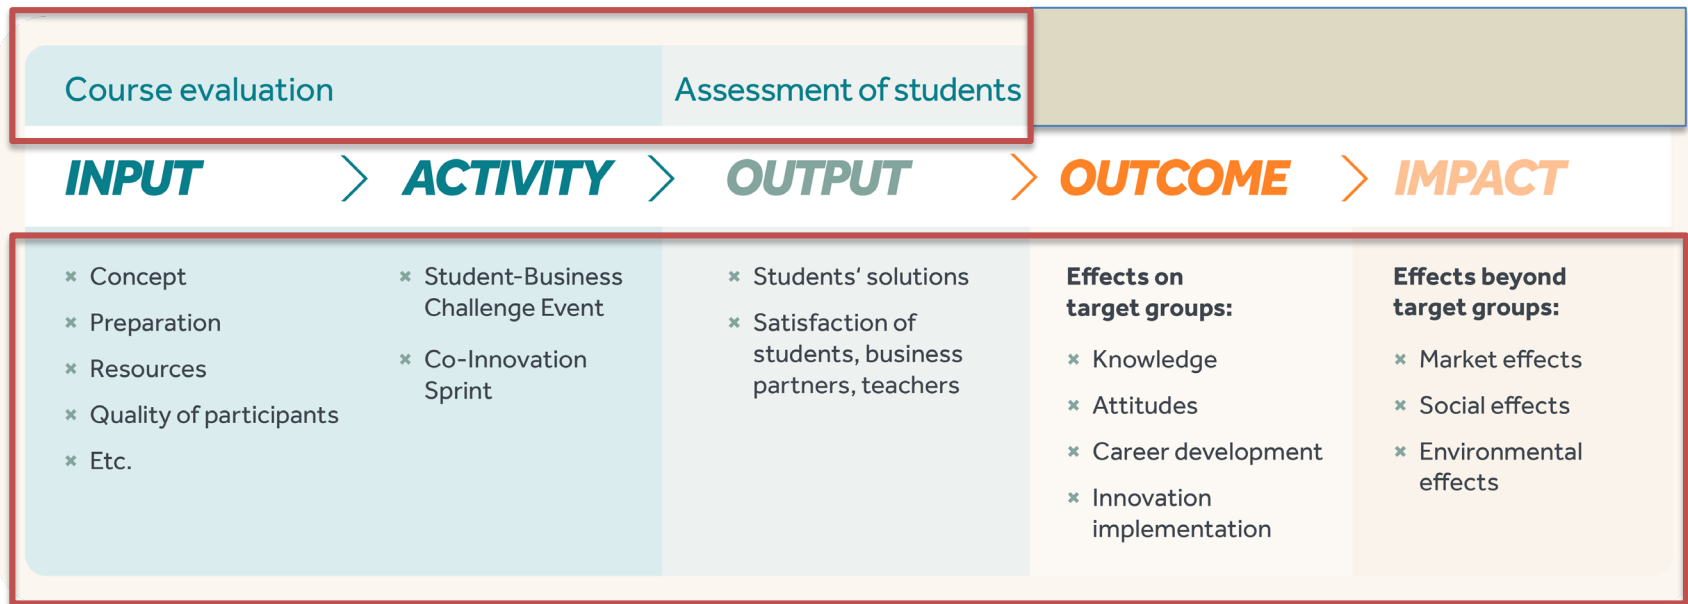 Course evaluation
Assessment of students
INPUT
ACTIVITY
OUTPUT
OUTCOME
IMPACT
Concept
Preparation
Resources
Quality of participants
Etc.
Student-Business
Challenge Event
Co-Innovation
Sprint
Students‘ solutions
Satisfaction of
students, business
partners, teachers
Effects on
target groups:
Knowledge
Attitudes
Career development
Innovation
implementation
Effects beyond
target groups:
Market effects
Social effects
Environmental
effects